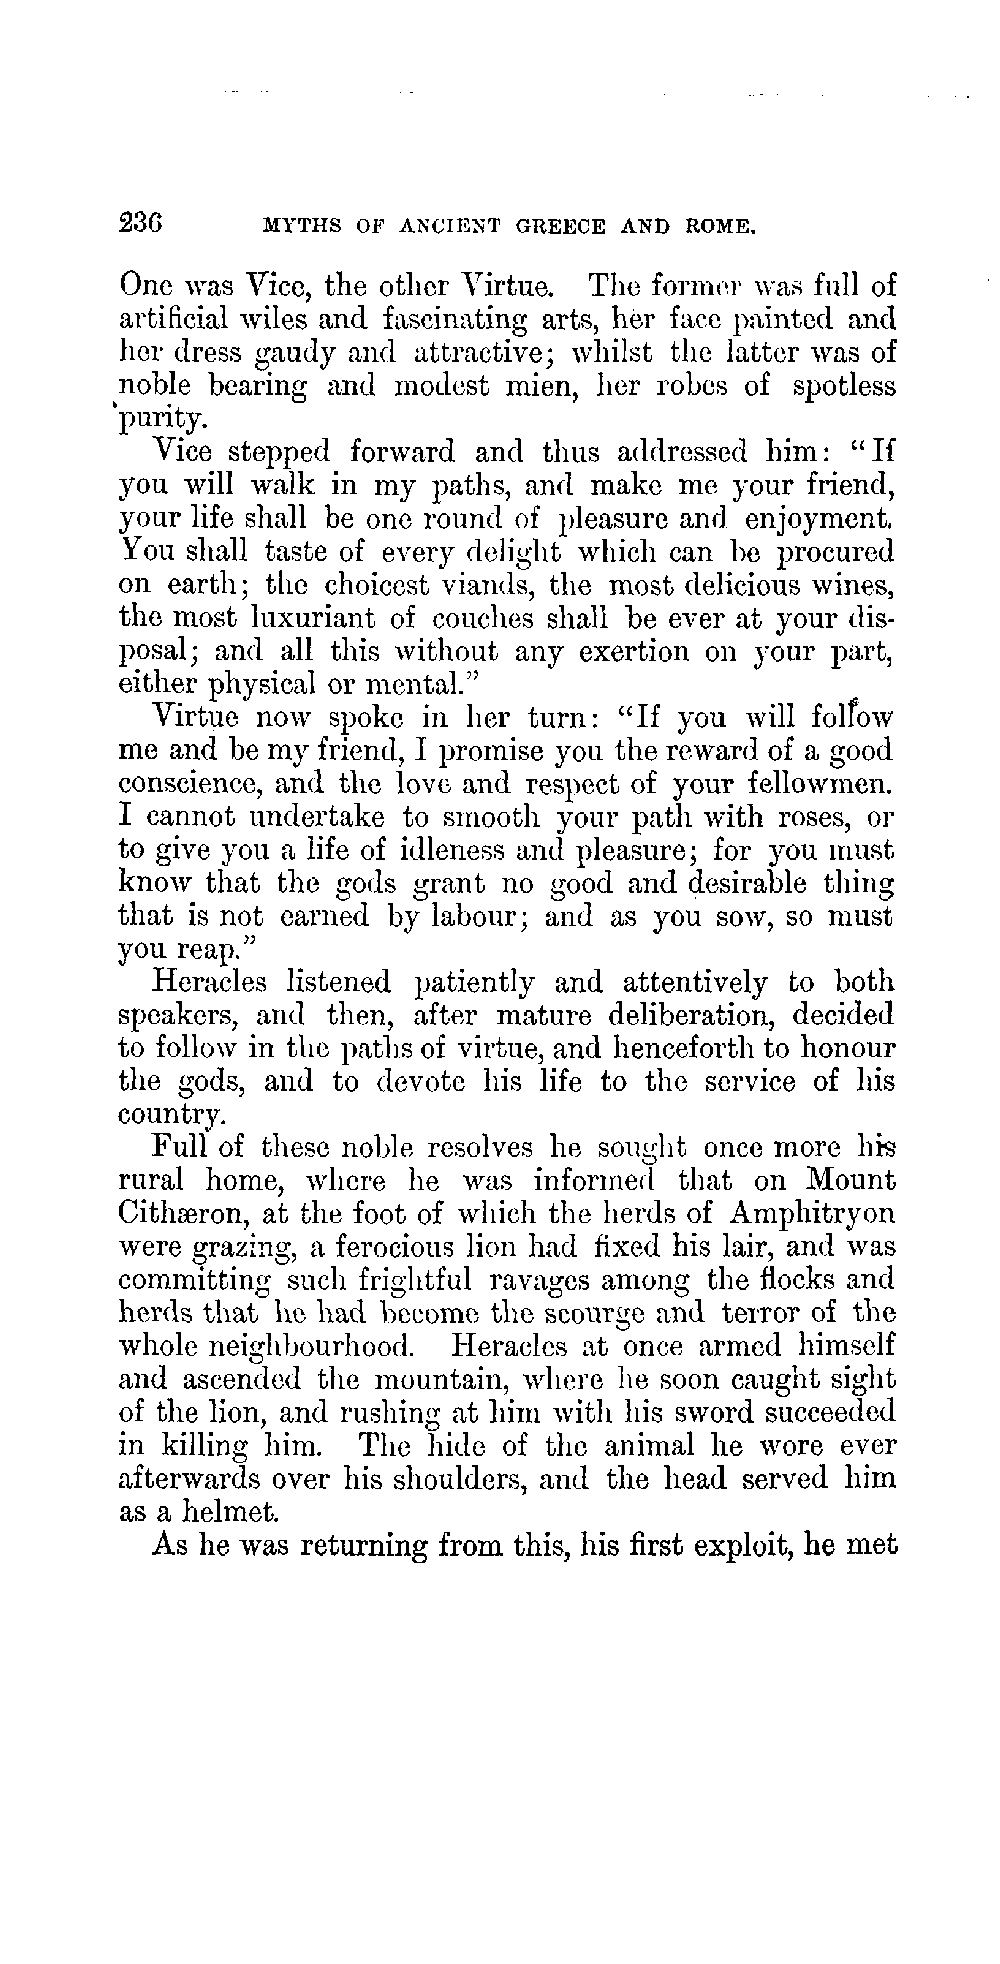 236 MYTHS OF ANCIENT GREECE AND ROME.
One was Vice, the other Virtue. The former was full of
artificial wiles and fascinating arts, her face painted and
her dress gaudy and attractive; whilst the latter was of
noble bearing and modest mien, her robes of spotless
purity.
Vice stepped forward and thus addressed him: “If
you will walk in my paths, and make me your friend,
your life shall be one round of pleasure and enjoyment.
You shall taste of every delight which can be procured
on earth; the choicest viands, the most delicious wines,
the most luxuriant of couches shall be ever at your dis-
posal; and all this without any exertion on your part,
either physical or mental.”
Virtue now spoke in her turn: “If you will follow
me and be my friend, I promise you the reward of a good
conscience, and the love and respect of your fellowmen.
I cannot undertake to smooth your path with roses, or
to give you a life of idleness and pleasure; for you must
know that the gods grant no good and desirable thing
that is not earned by labour; and as you sow, so must
you reap.”
Heracles listened patiently and attentively to both
speakers, and then, after mature deliberation, decided
to follow in the paths of virtue, and henceforth to honour
the gods, and to devote his life to the service of his
country.
Full of these noble resolves he sought once more his
rural home, where he was informed that on Mount
Cithæron, at the foot of which the herds of Amphitryon
were grazing, a ferocious lion had fixed his lair, and was
committing such frightful ravages among the flocks and
herds that he had become the scourge and terror of the
whole neighbourhood. Heracles at once armed himself
and ascended the mountain, where he soon caught sight
of the lion, and rushing at him with his sword succeeded
in killing him. The hide of the animal he wore ever
afterwards over his shoulders, and the head served him
as a helmet.
As he was returning from this, his first exploit, he met